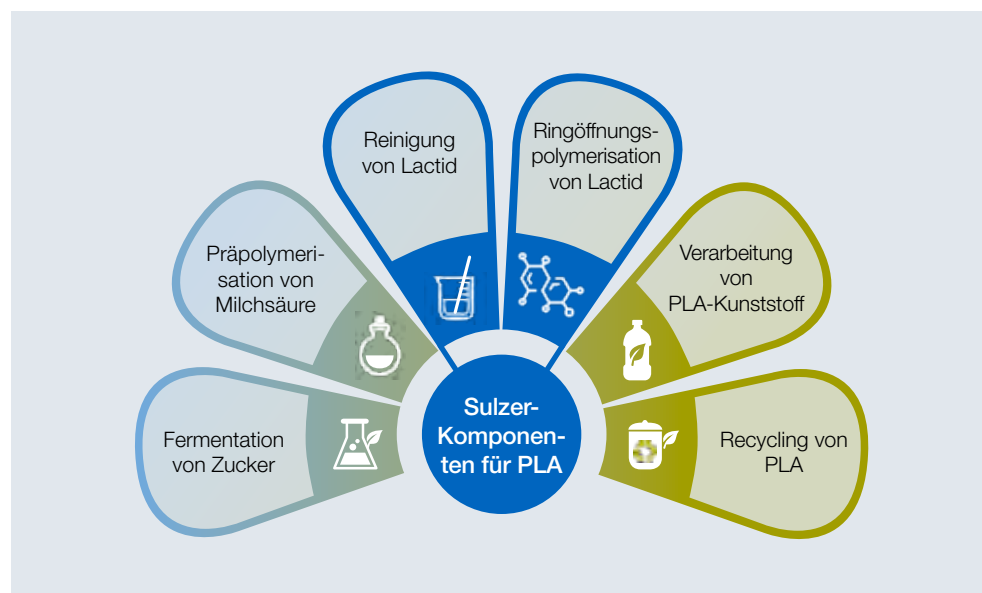 Fermentation
von Zucker
Präpolymeri-
sation von
Milchsäure
Reinigung
von Lactid
Ringöffnungs-
polymerisation
von Lactid
Verarbeitung
von
PLA-Kunststoff
Recycling von
PLA
Sulzer-
Komponen-
ten für PLA